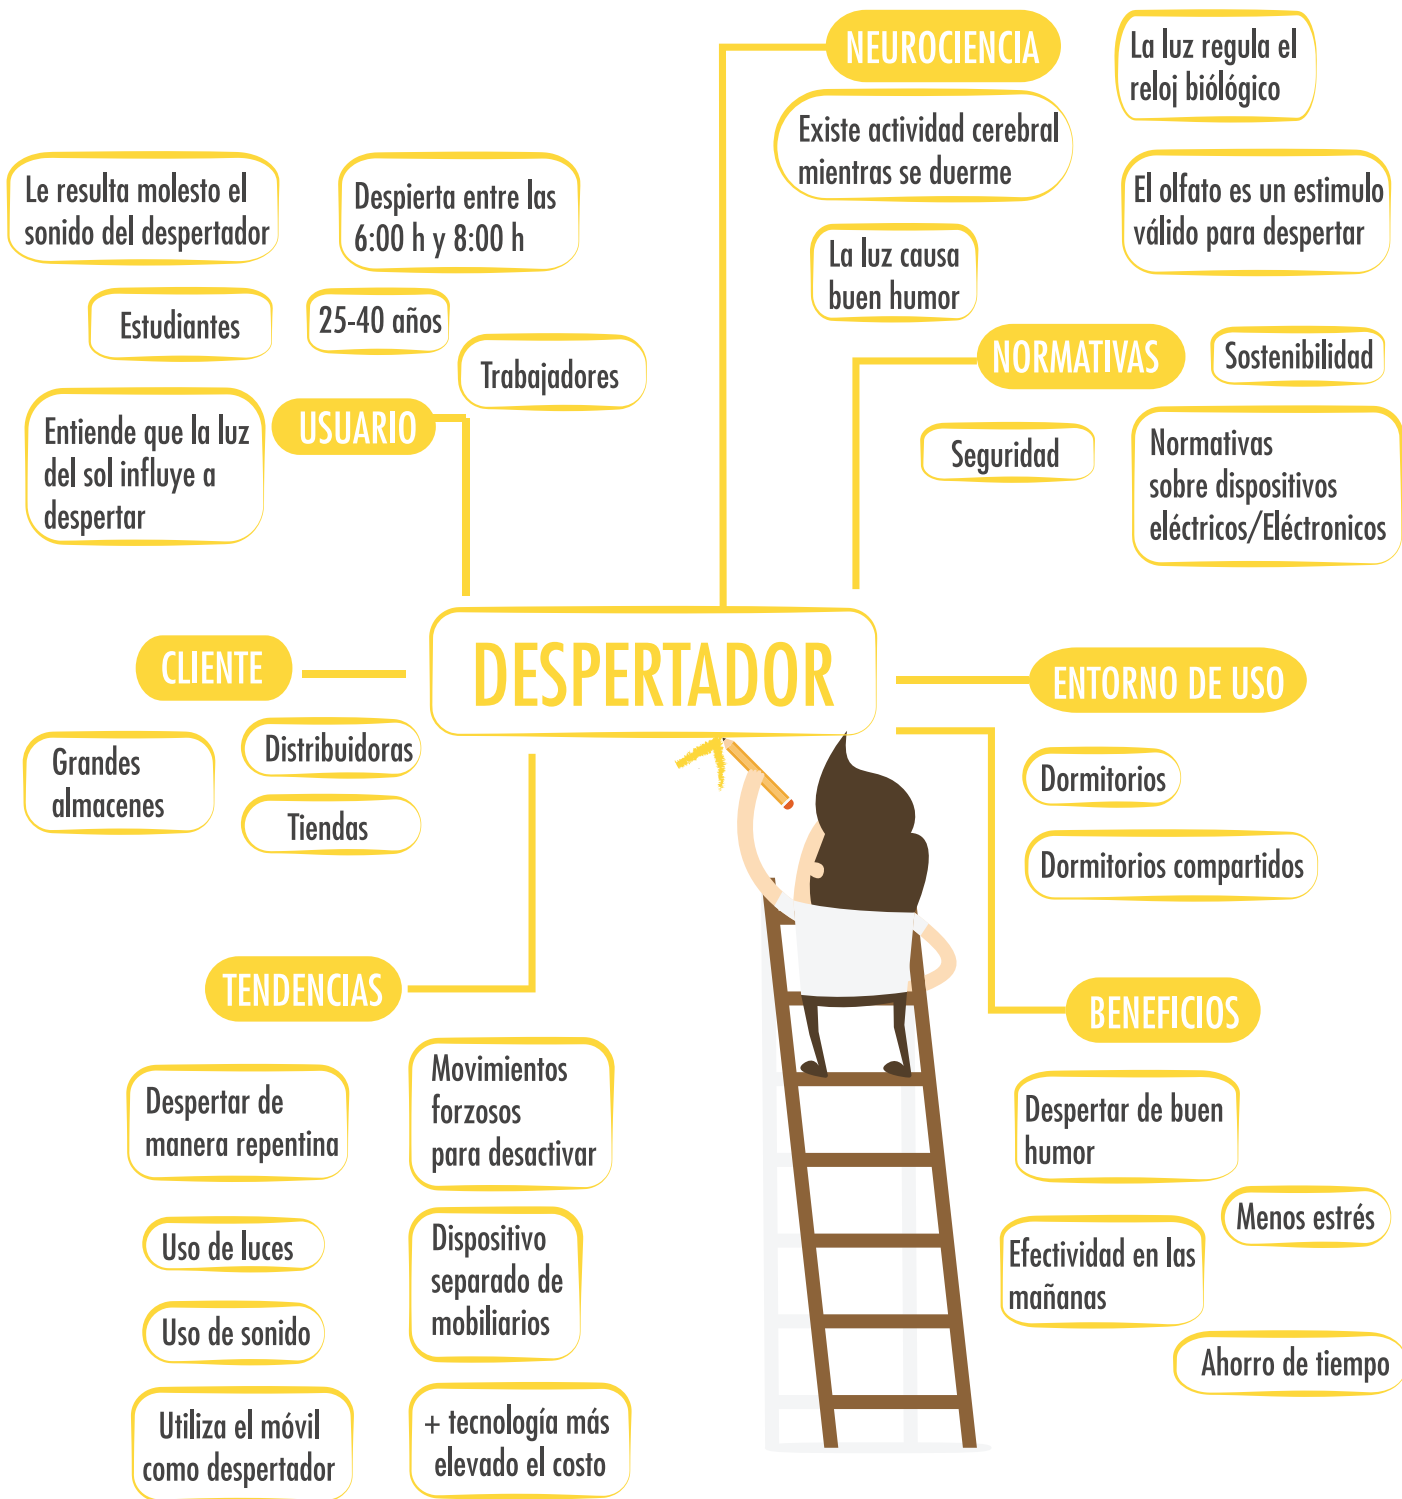 NEUROCIENCIA
La luz regula el
reloj biólógico
Existe actividad cerebral
mientras se duerme
El olfato es un estimulo
válido para despertar
La luz causa
buen humor
Le resulta molesto el
sonido del despertador
Despierta entre las
6:00 h y 8:00 h
Estudiantes
25-40 años
Trabajadores
USUARIO
Entiende que la luz
del sol influye a
despertar
NORMATIVAS
Sostenibilidad
Seguridad
Normativas
sobre dispositivos
eléctricos/Eléctronicos
DESPERTADOR
CLIENTE
Grandes
almacenes
Distribuidoras
Tiendas
ENTORNO DE USO
Dormitorios
Dormitorios compartidos
TENDENCIAS
Despertar de
manera repentina
Movimientos
forzosos
para desactivar
Uso de luces
Dispositivo
separado de
mobiliarios
Uso de sonido
Utiliza el móvil
como despertador
+ tecnología más
elevado el costo
BENEFICIOS
Despertar de buen
humor
Menos estrés
Efectividad en las
mañanas
Ahorro de tiempo